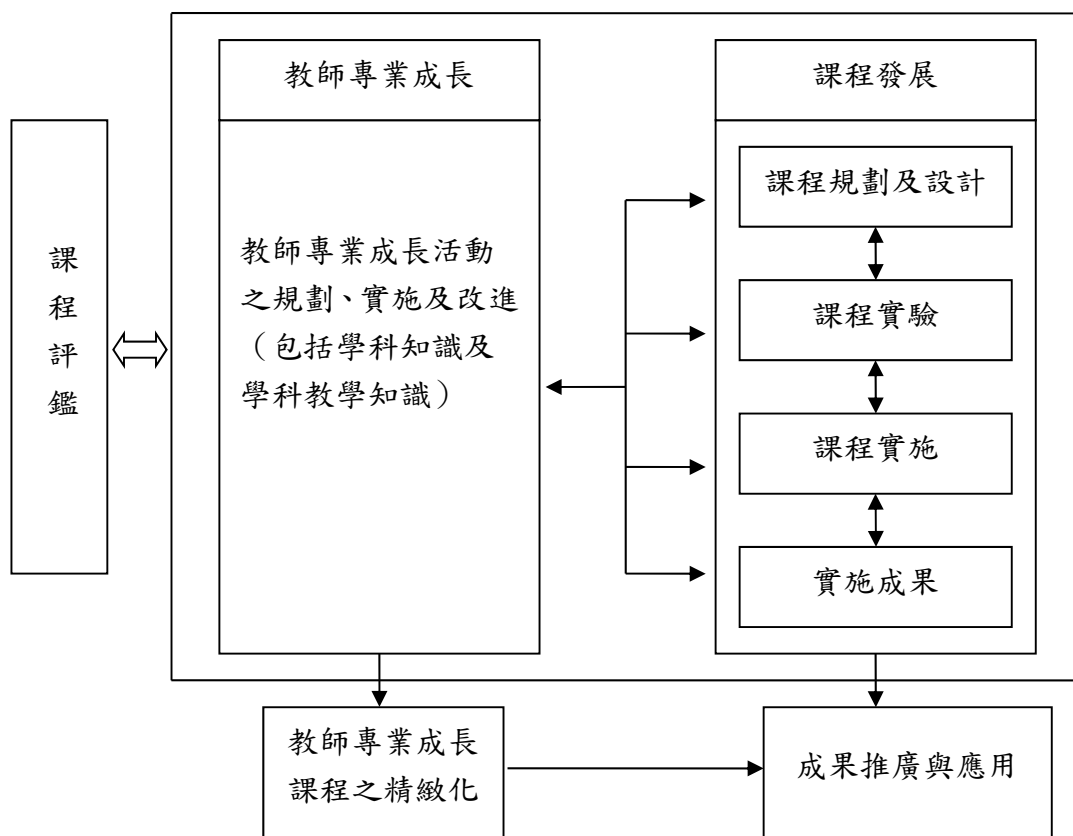 課
程
評
鑑
教師專業成長
教師專業成長活動
之規劃、實施及改進
（包括學科知識及
學科教學知識）
課程發展
課程規劃及設計
課程實驗
課程實施
實施成果
教師專業成長
課程之精緻化
成果推廣與應用